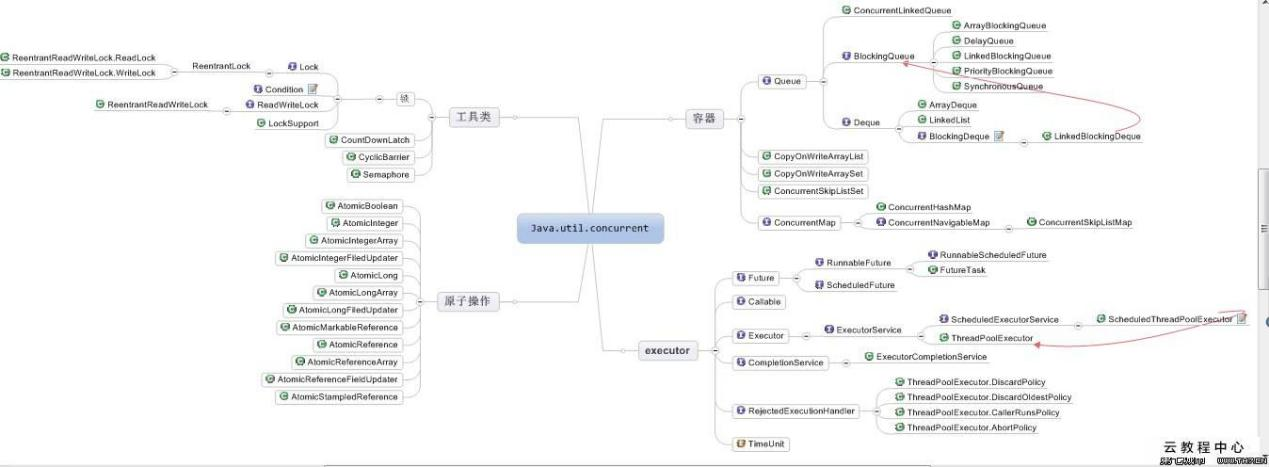 Java.util.concurrent
工具类
锁
Lock
ReentrantLock
ReentrantReadWriteLock.ReadLock
ReentrantReadWriteLock.WriteLock
Condition
ReadWriteLock
ReentrantReadWriteLock
LockSupport
CountDownLatch
CyclicBarrier
Semaphore
原子操作
AtomicBoolean
AtomicInteger
AtomicIntegerArray
AtomicIntegerFiledUpdater
AtomicLong
AtomicLongArray
AtomicLongFiledUpdater
AtomicMarkableReference
AtomicReference
AtomicReferenceArray
AtomicReferenceFieldUpdater
AtomicStampledReference
容器
Queue
ConcurrentLinkedQueue
BlockingQueue
ArrayBlockingQueue
DelayQueue
LinkedBlockingQueue
PriorityBlockingQueue
SynchronousQueue
Deque
ArrayDeque
LinkedList
BlockingDeque
LinkedBlockingDeque
CopyOnWriteArrayList
CopyOnWriteArraySet
ConcurrentSkipListSet
ConcurrentMap
ConcurrentHashMap
ConcurrentNavigableMap
ConcurrentSkipListMap
executor
Future
RunnableFuture
RunnableScheduledFuture
FutureTask
ScheduledFuture
Callable
Executor
ExecutorService
ScheduledExecutorService
ScheduledThreadPoolExecutor
ThreadPoolExecutor
CompletionService
ExecutorCompletionService
RejectedExecutionHandler
ThreadPoolExecutor.DiscardPolicy
ThreadPoolExecutor.DiscardOldestPolicy
ThreadPoolExecutor.CallerRunsPolicy
ThreadPoolExecutor.AbortPolicy
TimeUnit
云教程中心